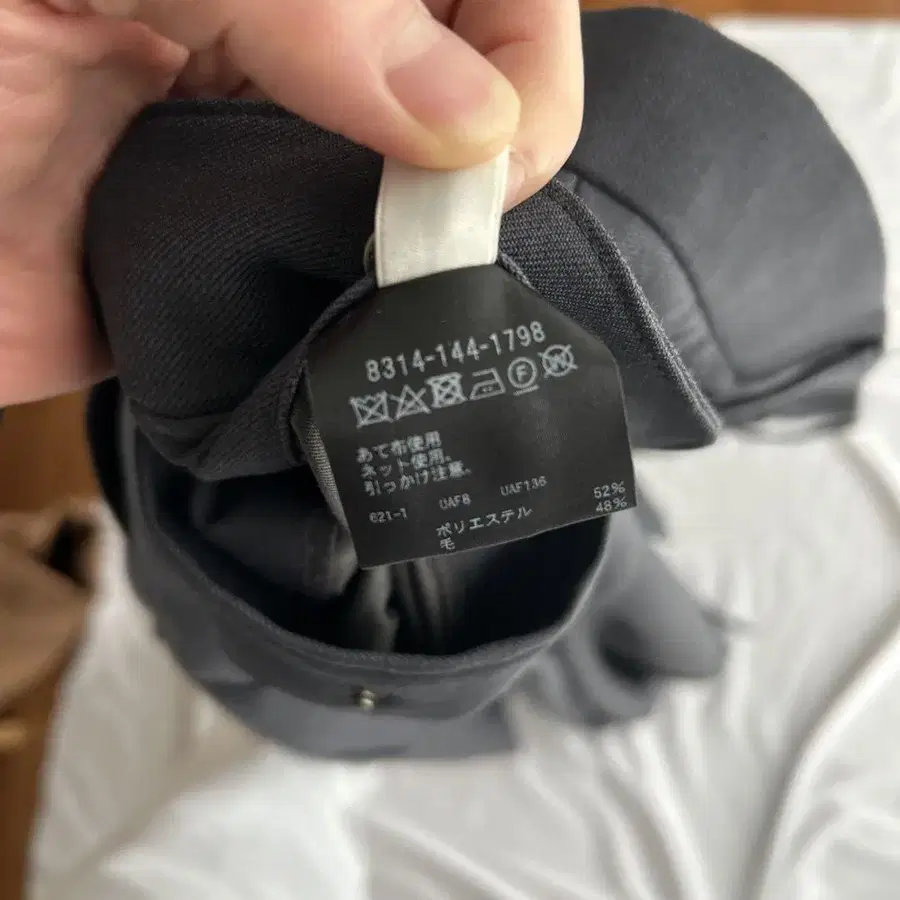 8314-144-1798
F W
あて布使用
ネット使用、
引っかけ注意。
621-1 UAF8 UAF136
ポリエステル 52%
毛 48%